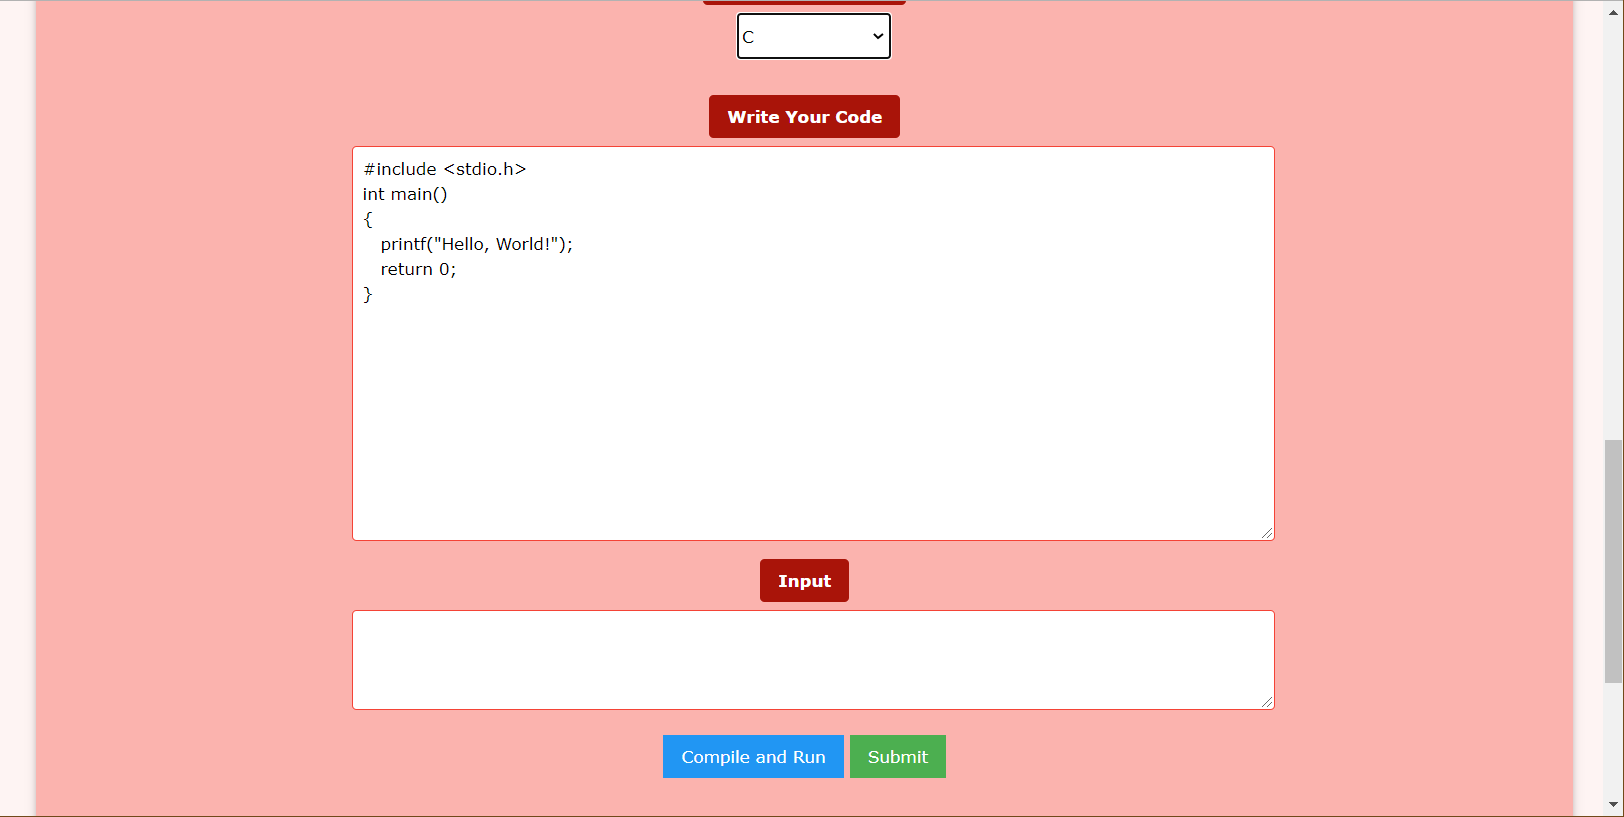 C
Write Your Code
#include <stdio.h>
int main()
{
   printf("Hello, World!");
   return 0;
}
Input
Compile and Run
Submit